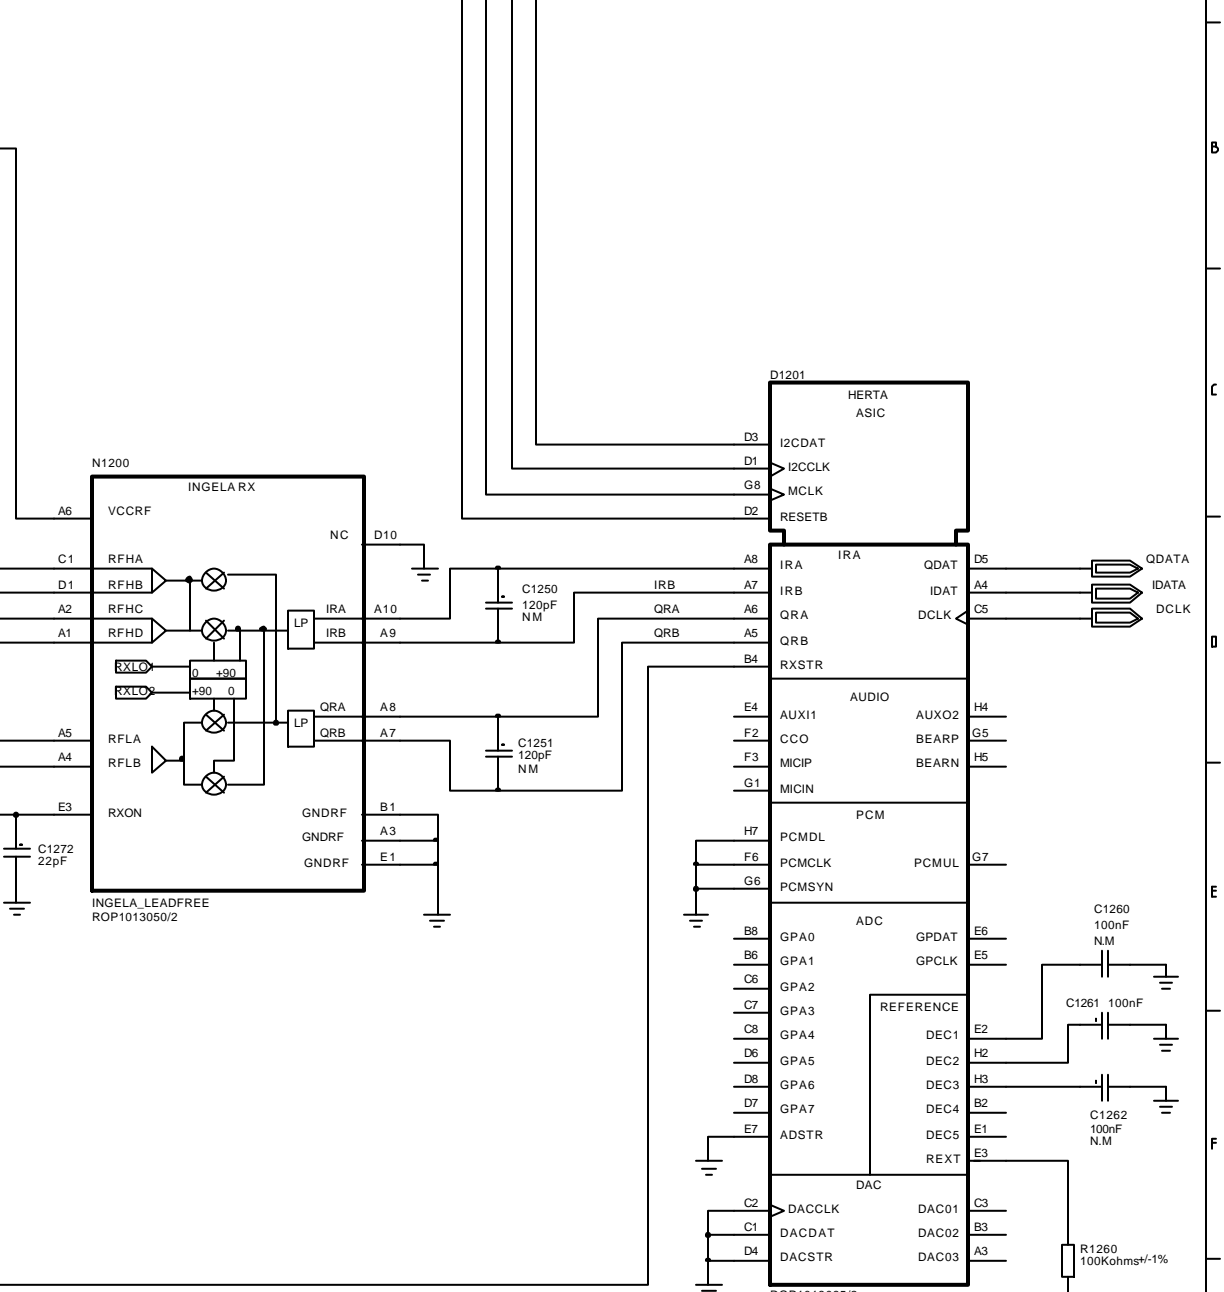 B
C
D1201
HERTA
ASIC
D3 I2CDAT
D1 I2CCLK
G8 MCLK
D2 RESETB
N1200
INGELA RX
A6 VCCRF
NC D10
C1 RFHA
D1 RFHB
A2 RFHC
A1 RFHD
RXLO
RXLO2
0 +90
+90 0
LP
IRA A10
IRB A9
LP
QRA A8
QRB A7
A5 RFLA
A4 RFLB
E3 RXON
GNDRF B1
GNDRF A3
GNDRF E1
INGELA_LEADFREE
ROP1013050/2
C1272
22pF
C1250
120pF
NM
C1251
120pF
NM
IRB
QRA
QRB
IRA
A8 IRA QDAT D5 QDATA
A7 IRB IDAT A4 IDATA
A6 QRA DCLK C5 DCLK
A5 QRB
B4 RXSTR
D
AUDIO
E4 AUXI1 AUXO2 H4
F2 CCO BEARP G5
F3 MICIP BEARN H5
G1 MICIN
PCM
H7 PCMDL
F6 PCMCLK PCMUL G7
G6 PCMSYN
E
ADC
B8 GPA0 GPDAT E6
B6 GPA1 GPCLK E5
C6 GPA2
C7 GPA3 REFERENCE
C8 GPA4 DEC1 E2
D6 GPA5 DEC2 H2
D8 GPA6 DEC3 H3
D7 GPA7 DEC4 B2
E7 ADSTR DEC5 E1
REXT E3
C1260
100nF
N.M
C1261 100nF
C1262
100nF
N.M
F
DAC
C2 DACCLK DAC01 C3
C1 DACDAT DAC02 B3
D4 DACSTR DAC03 A3
R1260
100Kohms+/-1%